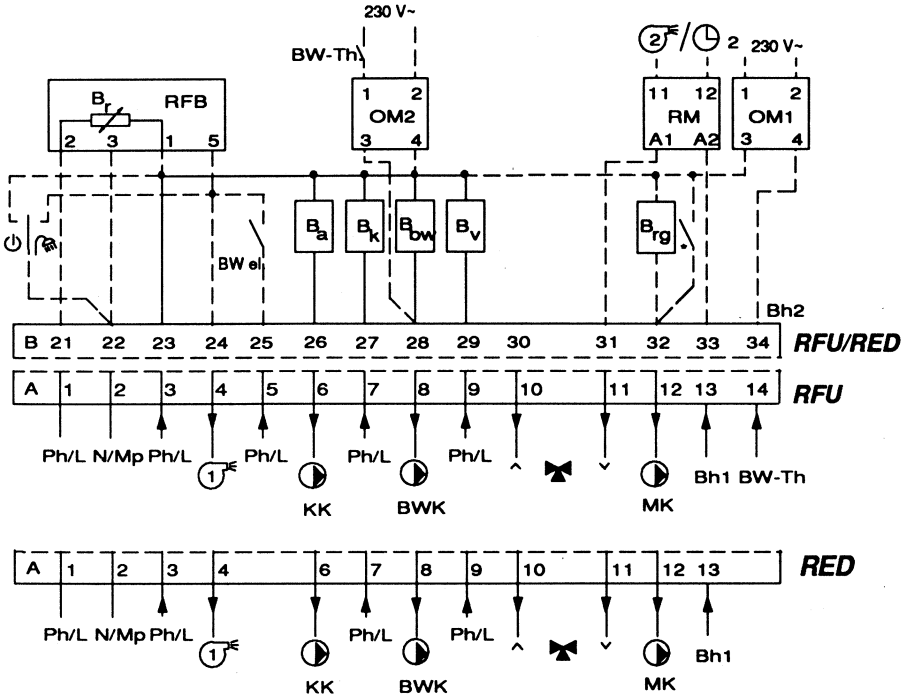 230 V~
2 2 230 V~
BW-Th
Br RFB
1 2
OM2
3 4
11 12
RM
A1 A2
1 2
OM1
3 4
2 3 1 5
Ba Bk Bbw Bv Brg *
BW el
Bh2
B 21 22 23 24 25 26 27 28 29 30 31 32 33 34 RFU/RED
A 1 2 3 4 5 6 7 8 9 10 11 12 13 14 RFU
Ph/L N/Mp Ph/L 1 Ph/L Ph/L Ph/L ^ v Bh1 BW-Th
KK BWK MK
A 1 2 3 4 6 7 8 9 10 11 12 13 RED
Ph/L N/Mp Ph/L 1 Ph/L Ph/L ^ v Bh1
KK BWK MK